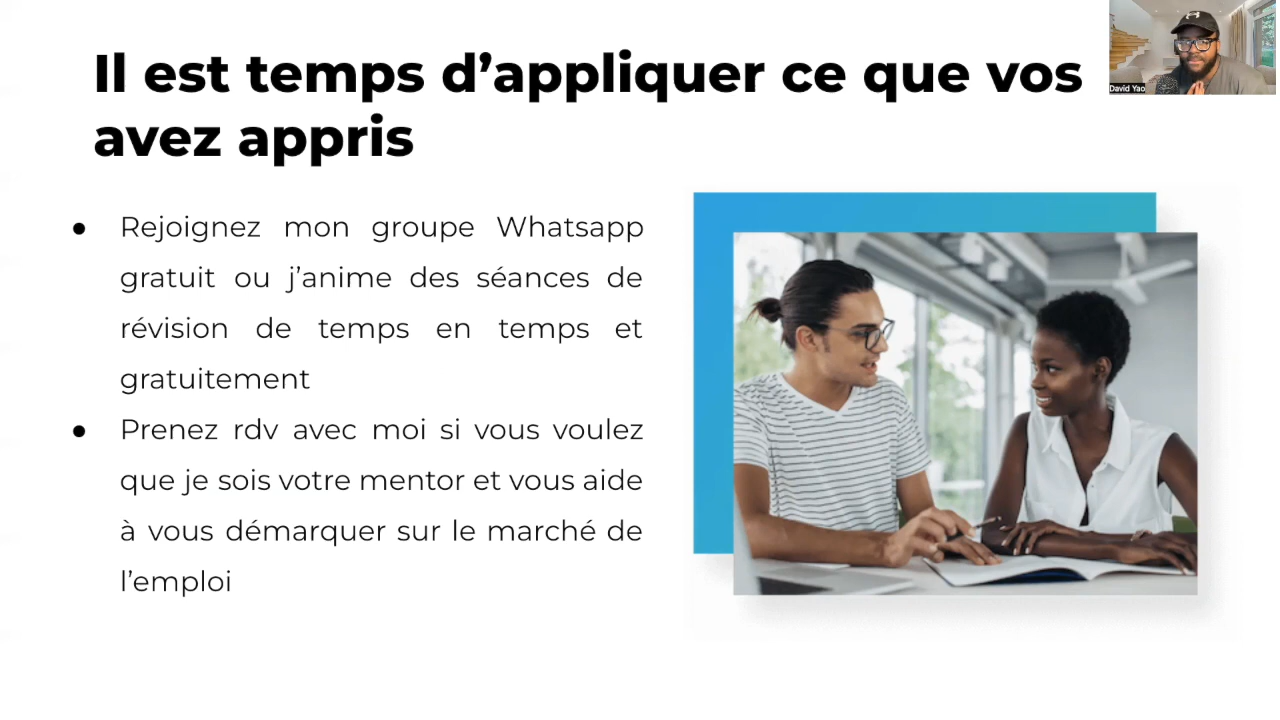 Il est temps d’appliquer ce que vos
avez appris
David Yao
● Rejoignez mon groupe Whatsapp
gratuit ou j’anime des séances de
révision de temps en temps et
gratuitement
● Prenez rdv avec moi si vous voulez
que je sois votre mentor et vous aide
à vous démarquer sur le marché de
l’emploi